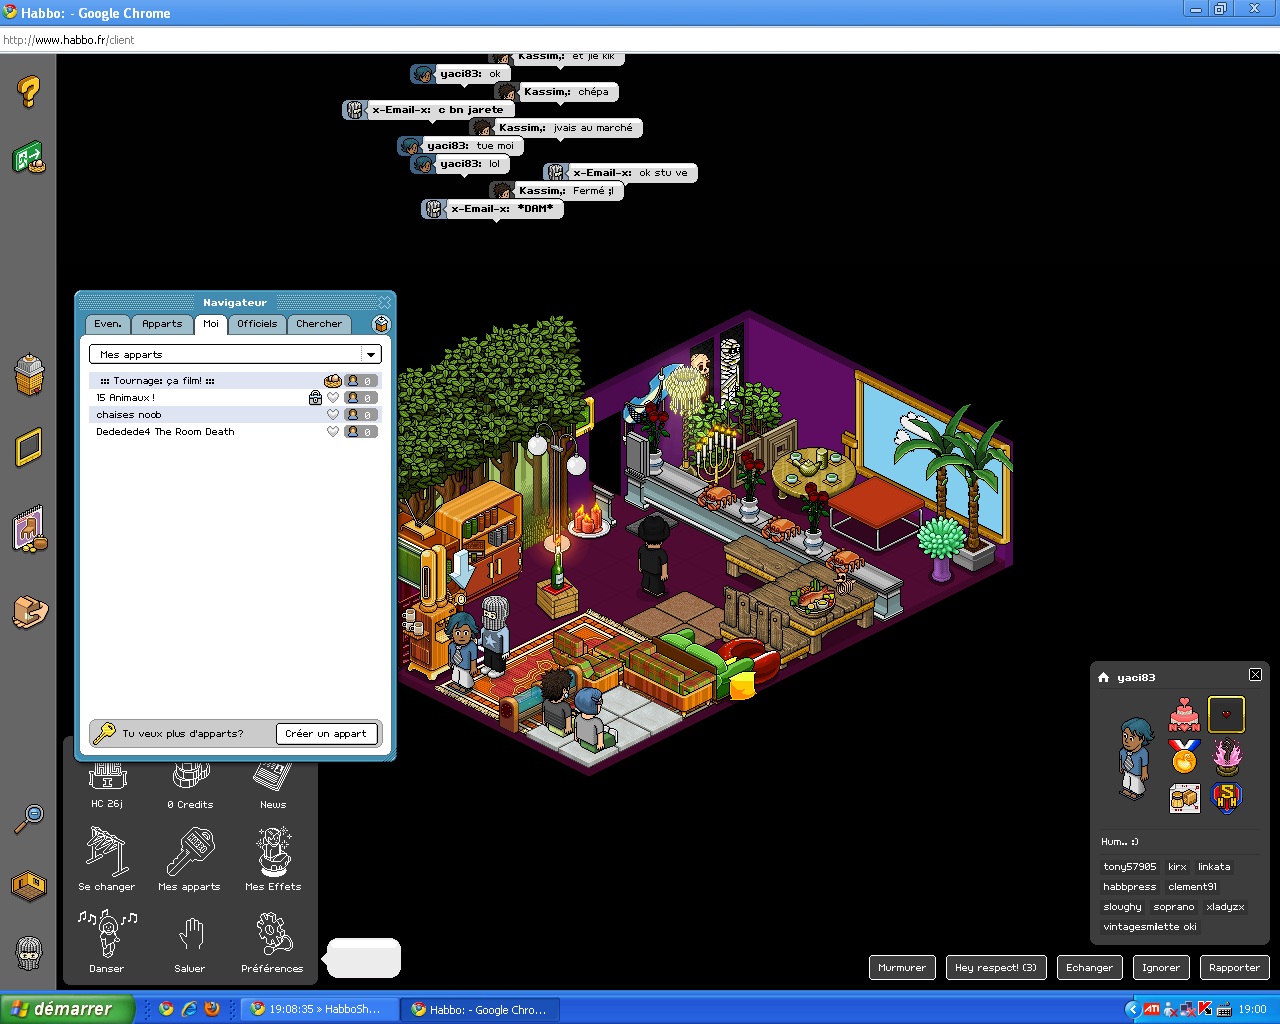 Habbo: - Google Chrome
http://www.habbo.fr/client
Kassim,: et jle kik
yaci83: ok
Kassim,: chépa
x-Email-x: c bn jarete
Kassim,: jvais au marché
yaci83: tue moi
yaci83: lol
x-Email-x: ok stu ve
Kassim,: Fermé ;l
x-Email-x: *DAM*
Navigateur
Even. Apparts Moi Officiels Chercher
Mes apparts
::: Tournage: ça film! ::: 0
15 Animaux ! 0
chaises noob 0
Dededede4 The Room Death 0
Tu veux plus d'apparts? Créer un appart
HC 26j 0 Credits News
Se changer Mes apparts Mes Effets
Danser Saluer Préférences
yaci83
Hum.. :)
tony57905 kirx linkata
habbpress clement91
sloughy soprano xladyzx
vintagesmilette oki
Murmurer Hey respect! (3) Echanger Ignorer Rapporter
démarrer 19:08:35 » HabboSh... Habbo: - Google Chro... ATI 19:00